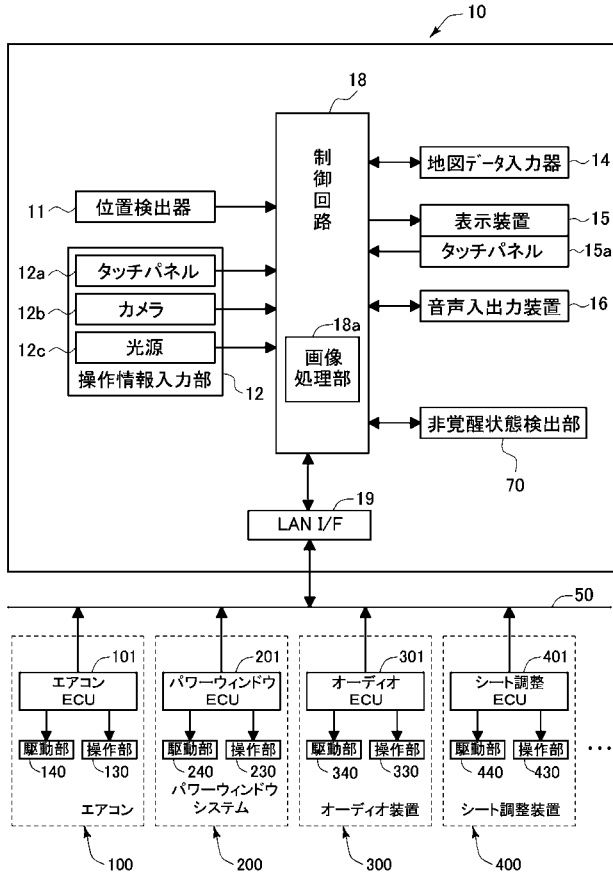 10
18
制御回路
地図データ入力器
14
11
位置検出器
表示装置
15
タッチパネル
15a
12a
タッチパネル
12b
カメラ
音声入出力装置
16
12c
光源
18a
画像
処理部
操作情報入力部
12
非覚醒状態検出部
70
19
LAN I/F
50
101
201
301
401
エアコン
ECU
パワーウィンドウ
ECU
オーディオ
ECU
シート調整
ECU
駆動部
操作部
駆動部
操作部
駆動部
操作部
駆動部
操作部
...
140
130
240
230
340
330
440
430
エアコン
パワーウィンドウ
システム
オーディオ装置
シート調整装置
100
200
300
400